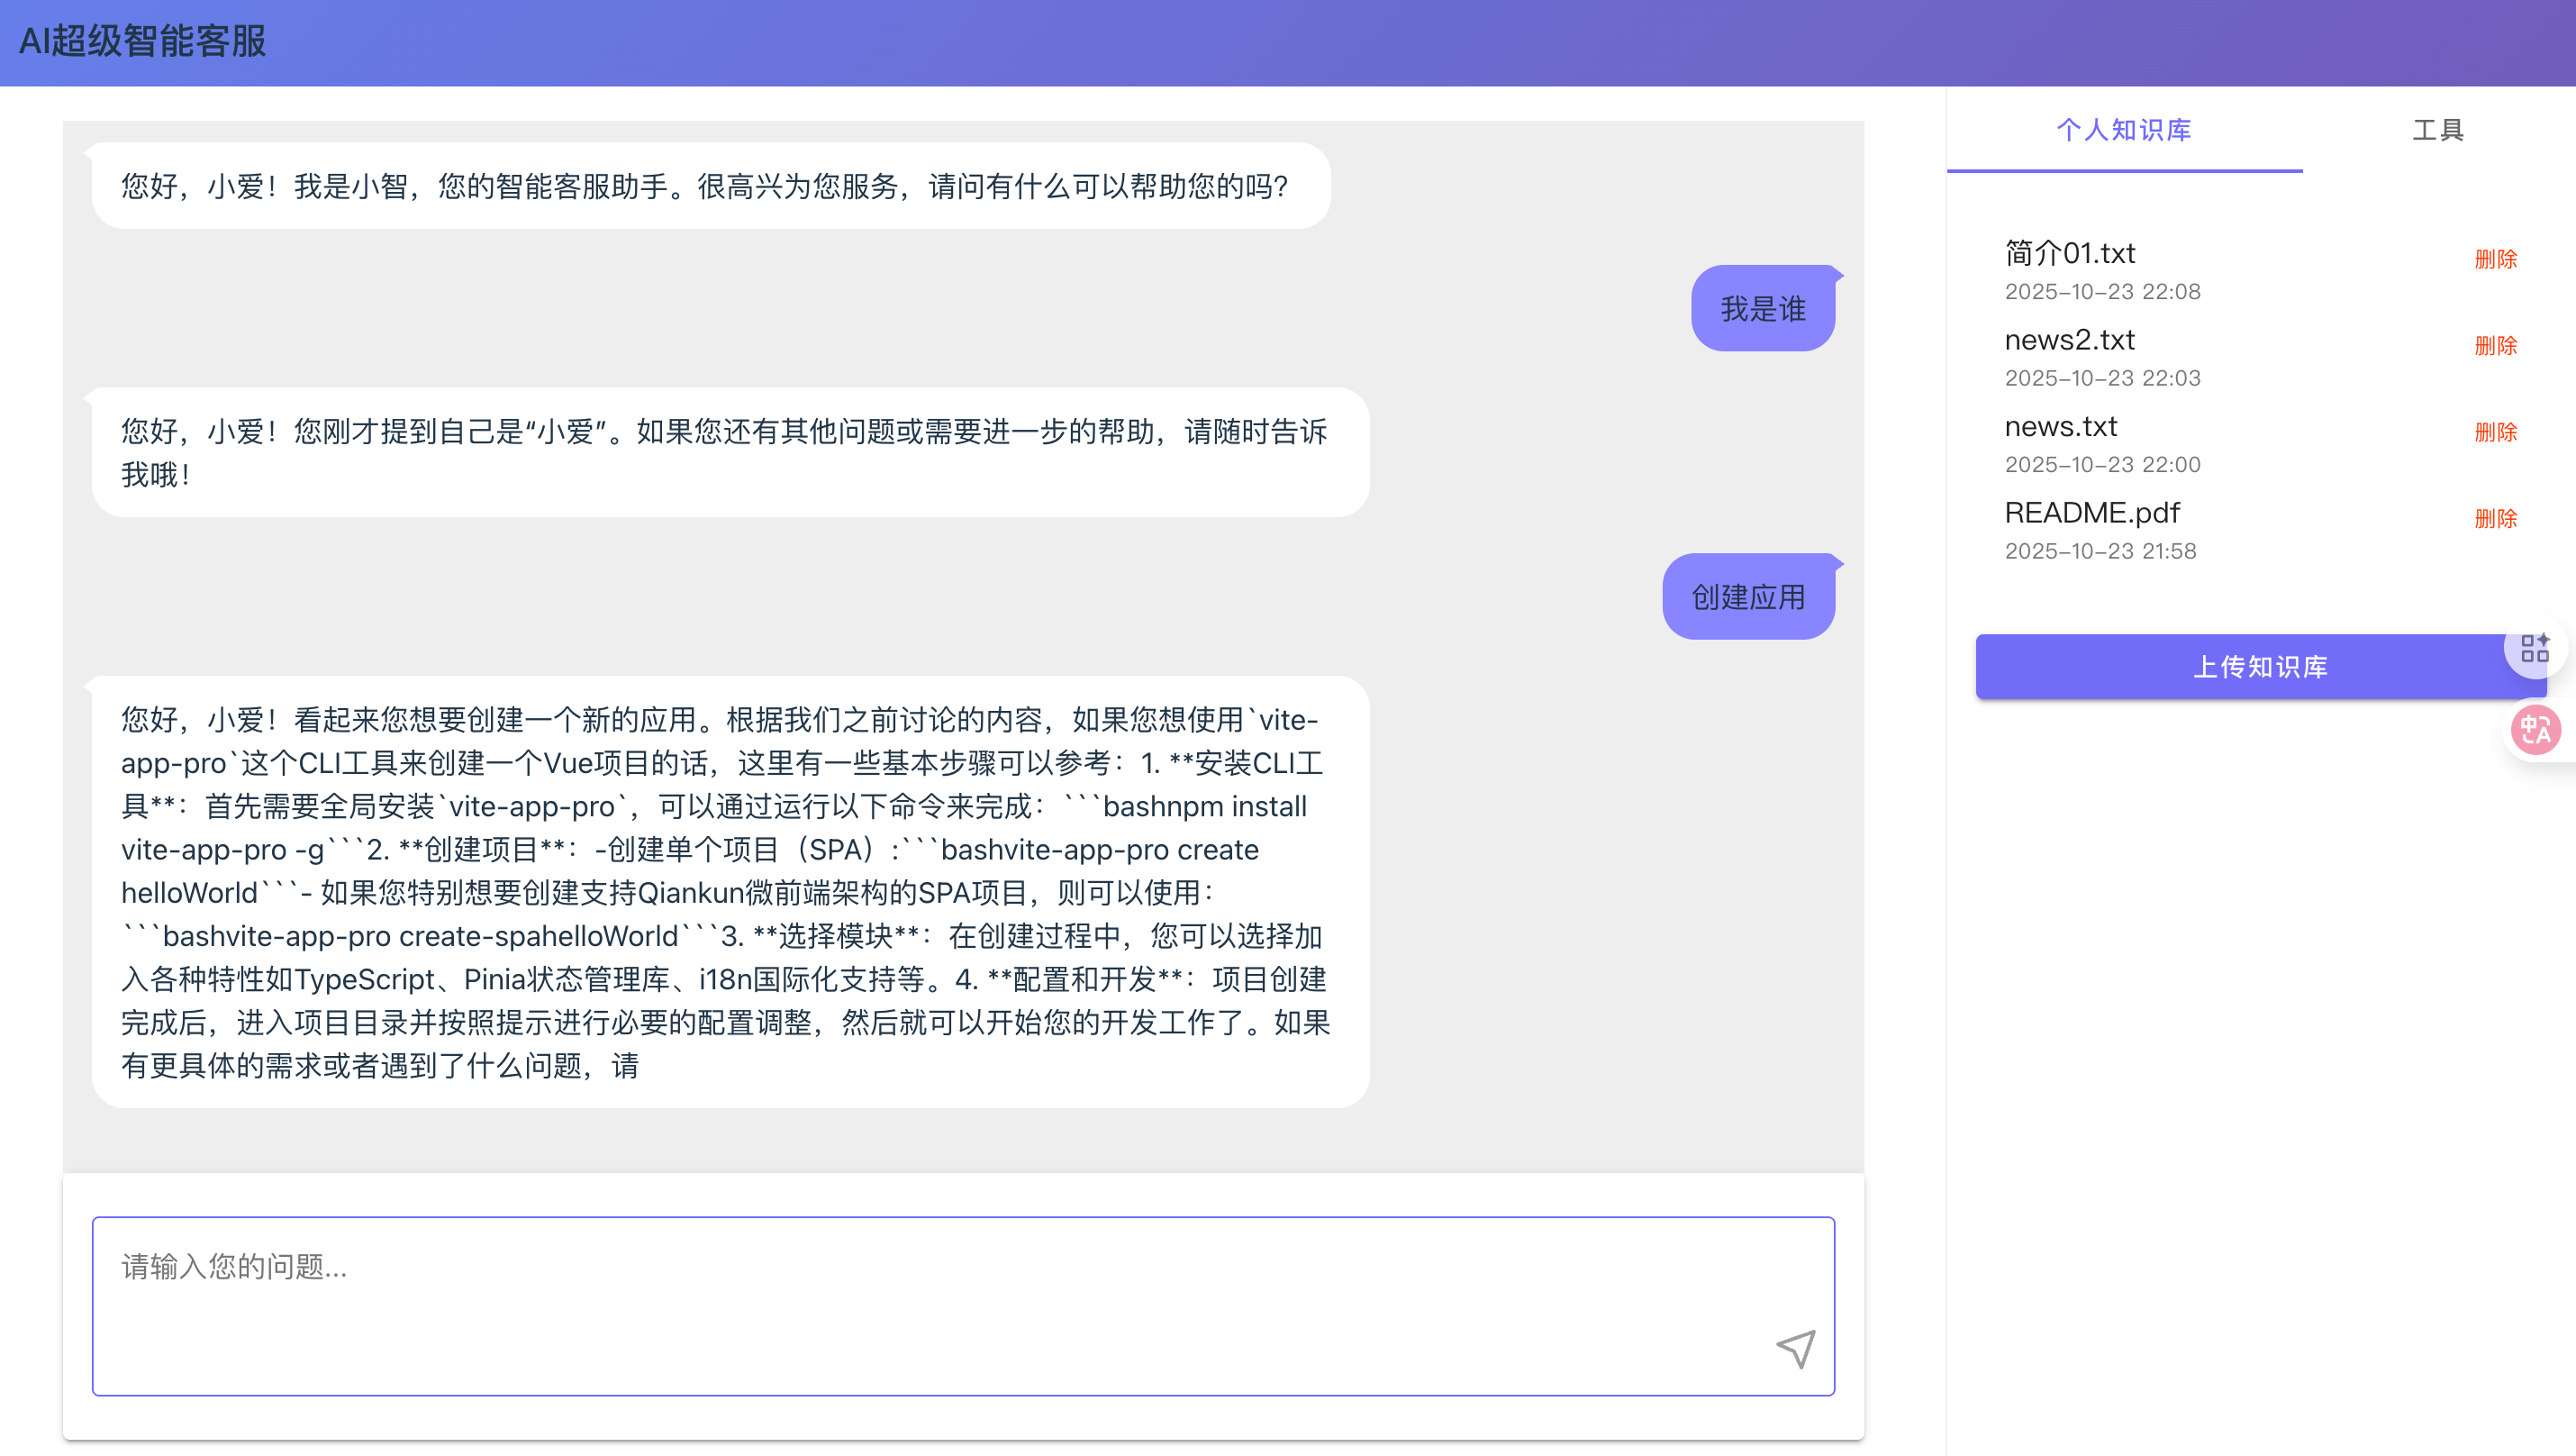 AI超级智能客服
您好，小爱！我是小智，您的智能客服助手。很高兴为您服务，请问有什么可以帮助您的吗?
我是谁
您好，小爱！您刚才提到自己是“小爱”。如果您还有其他问题或需要进一步的帮助，请随时告诉
我哦！
创建应用
您好，小爱！看起来您想要创建一个新的应用。根据我们之前讨论的内容，如果您想使用`vite-
app-pro`这个CLI工具来创建一个Vue项目的话，这里有一些基本步骤可以参考：1. **安装CLI工
具**：首先需要全局安装`vite-app-pro`，可以通过运行以下命令来完成：```bashnpm install
vite-app-pro -g```2. **创建项目**：-创建单个项目（SPA）:```bashvite-app-pro create
helloWorld```- 如果您特别想要创建支持Qiankun微前端架构的SPA项目，则可以使用：
```bashvite-app-pro create-spahelloWorld```3. **选择模块**：在创建过程中，您可以选择加
入各种特性如TypeScript、Pinia状态管理库、i18n国际化支持等。4. **配置和开发**：项目创建
完成后，进入项目目录并按照提示进行必要的配置调整，然后就可以开始您的开发工作了。如果
有更具体的需求或者遇到了什么问题，请
请输入您的问题...
个人知识库
工具
简介01.txt
删除
2025-10-23 22:08
news2.txt
删除
2025-10-23 22:03
news.txt
删除
2025-10-23 22:00
README.pdf
删除
2025-10-23 21:58
上传知识库
中A